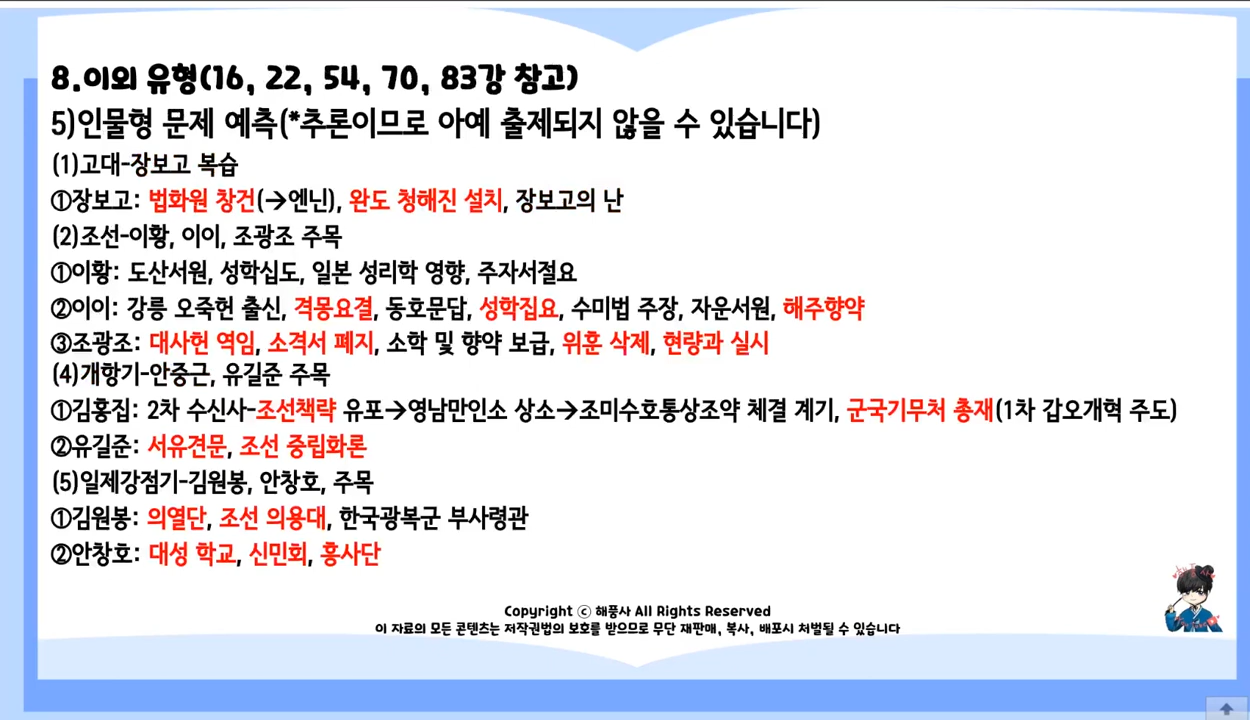 8.이외 유형(16, 22, 54, 70, 83강 참고)
5)인물형 문제 예측(*추론이므로 아예 출제되지 않을 수 있습니다)
(1)고대-장보고 복습
①장보고: 법화원 창건(→엔닌), 완도 청해진 설치, 장보고의 난
(2)조선-이황, 이이, 조광조 주목
①이황: 도산서원, 성학십도, 일본 성리학 영향, 주자서절요
②이이: 강릉 오죽헌 출신, 격몽요결, 동호문답, 성학집요, 수미법 주장, 자운서원, 해주향약
③조광조: 대사헌 역임, 소격서 폐지, 소학 및 향약 보급, 위훈 삭제, 현량과 실시
(4)개항기-안중근, 유길준 주목
①김홍집: 2차 수신사-조선책략 유포→영남만인소 상소→조미수호통상조약 체결 계기, 군국기무처 총재(1차 갑오개혁 주도)
②유길준: 서유견문, 조선 중립화론
(5)일제강점기-김원봉, 안창호, 주목
①김원봉: 의열단, 조선 의용대, 한국광복군 부사령관
②안창호: 대성 학교, 신민회, 흥사단
Copyright ⓒ 해풍사 All Rights Reserved
이 자료의 모든 콘텐츠는 저작권법의 보호를 받으므로 무단 재판매, 복사, 배포시 처벌될 수 있습니다